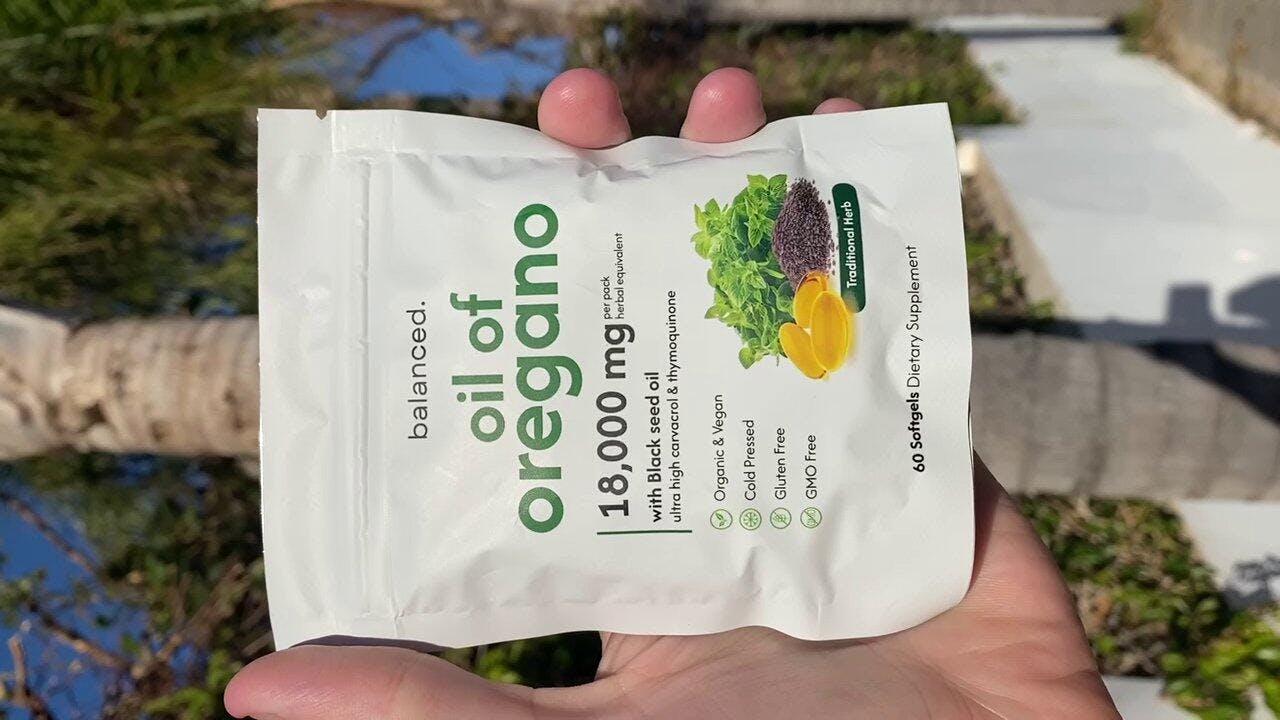 balanced.
oil of
oregano
18,000 mg per pack
herbal equivalent
with Black seed oil
ultra high carvacrol & thymoquinone
Organic & Vegan
Cold Pressed
Gluten Free
GMO Free
Traditional Herb
60 Softgels Dietary Supplement